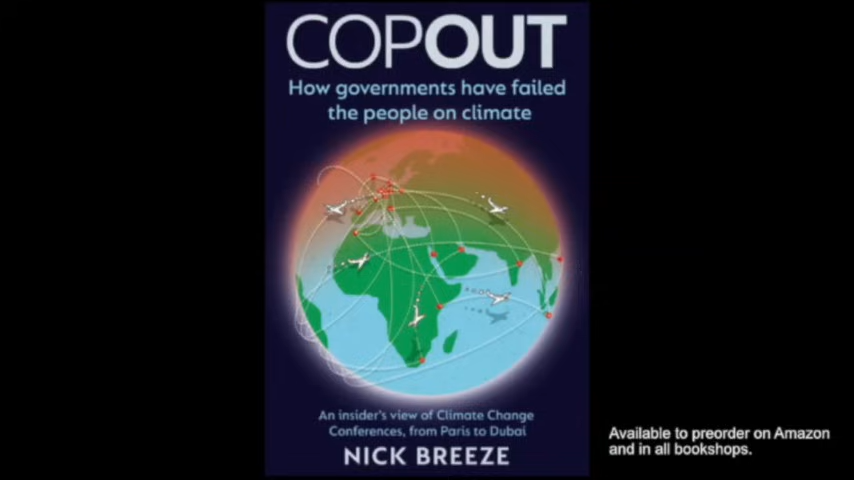 COPOUT
How governments have failed
the people on climate
An insider's view of Climate Change
Conferences, from Paris to Dubai
NICK BREEZE
Available to preorder on Amazon
and in all bookshops.